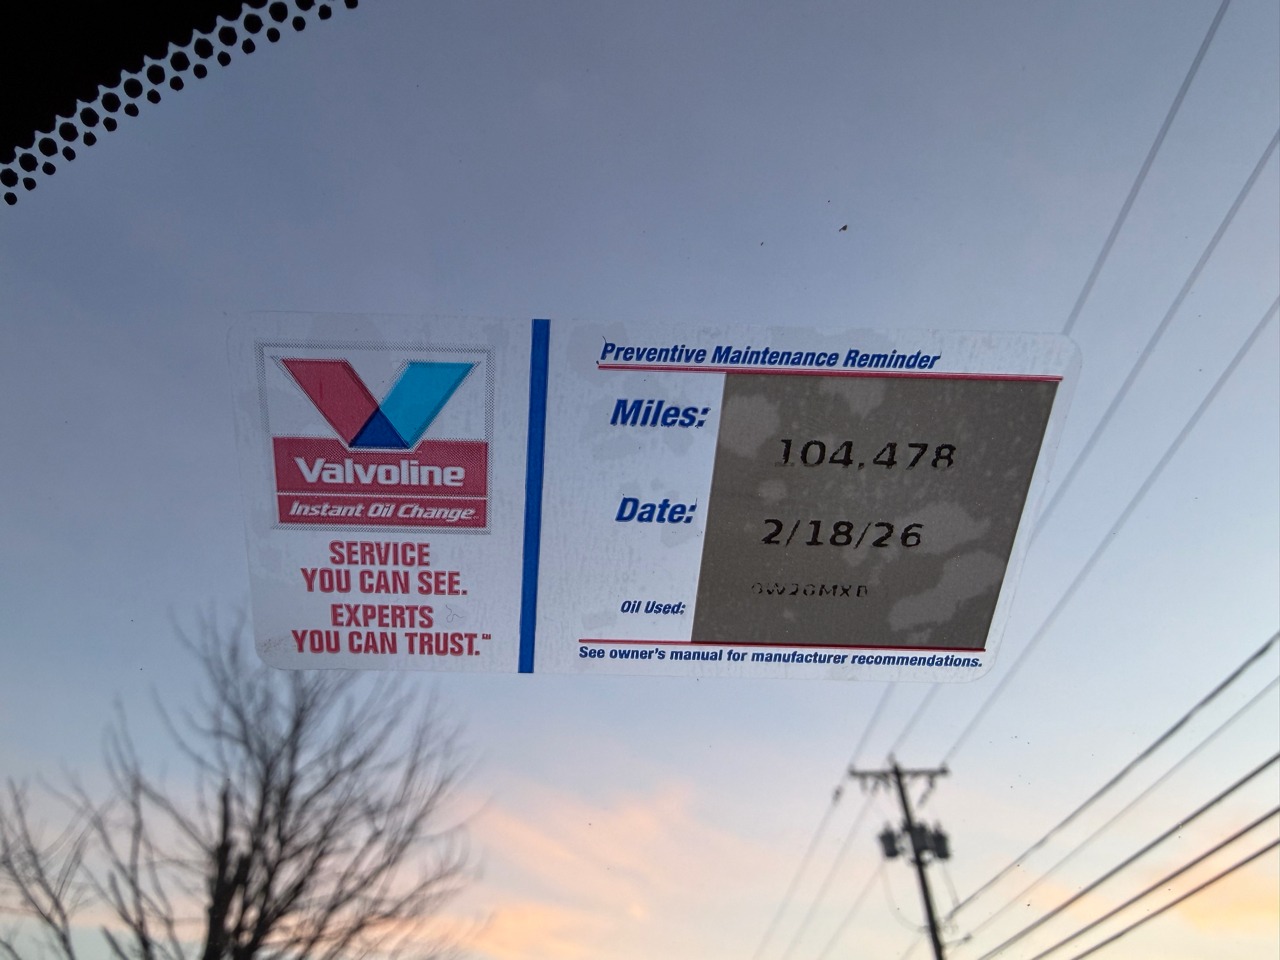 Valvoline
Instant Oil Change
SERVICE
YOU CAN SEE.
EXPERTS
YOU CAN TRUST.℠
Preventive Maintenance Reminder
Miles:
104,478
Date:
2/18/26
Oil Used:
See owner's manual for manufacturer recommendations.